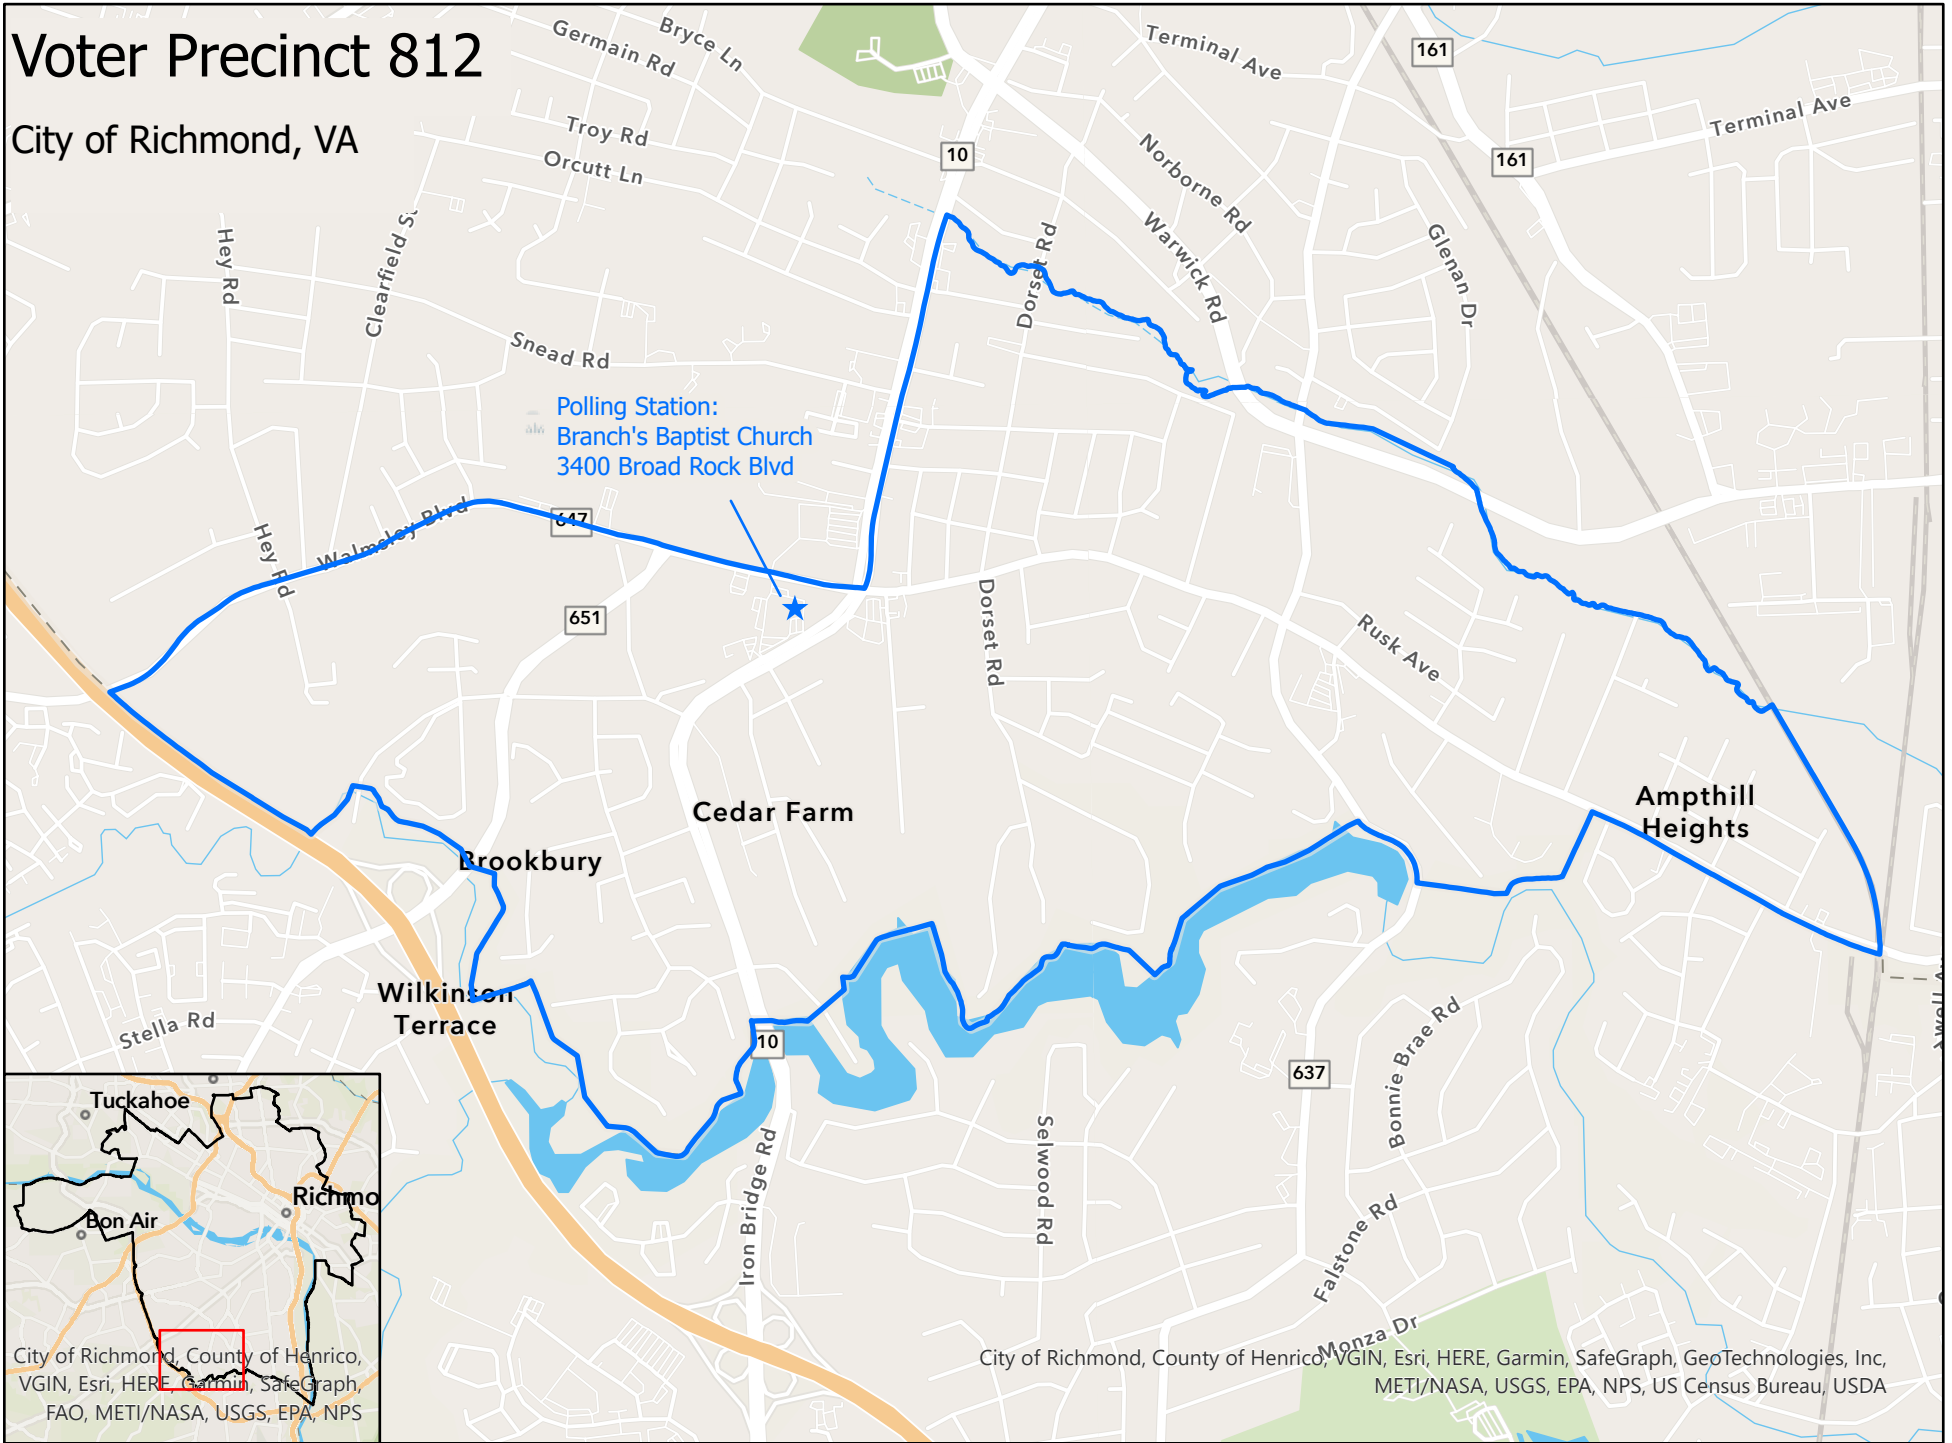 Voter Precinct 812
City of Richmond, VA
Bryce Ln
Germain Rd
Troy Rd
Orcutt Ln
Terminal Ave
161
Terminal Ave
161
10
Norborne Rd
Warwick Rd
Glenan Dr
Dorset Rd
Hey Rd
Clearfield
Snead Rd
Polling Station:
Branch's Baptist Church
3400 Broad Rock Blvd
Walmsley Blvd
647
Hey Rd
651
Dorset Rd
Rusk Ave
Cedar Farm
Ampthill
Heights
Brookbury
Wilkinson
Terrace
Stella Rd
10
637
Bonnie Brae Rd
Selwood Rd
Iron Bridge Rd
Falstone Rd
Monza Dr
Tuckahoe
Richmo
Bon Air
City of Richmond, County of Henrico,
VGIN, Esri, HERE, Garmin, SafeGraph,
FAO, METI/NASA, USGS, EPA, NPS
City of Richmond, County of Henrico, VGIN, Esri, HERE, Garmin, SafeGraph, GeoTechnologies, Inc,
METI/NASA, USGS, EPA, NPS, US Census Bureau, USDA